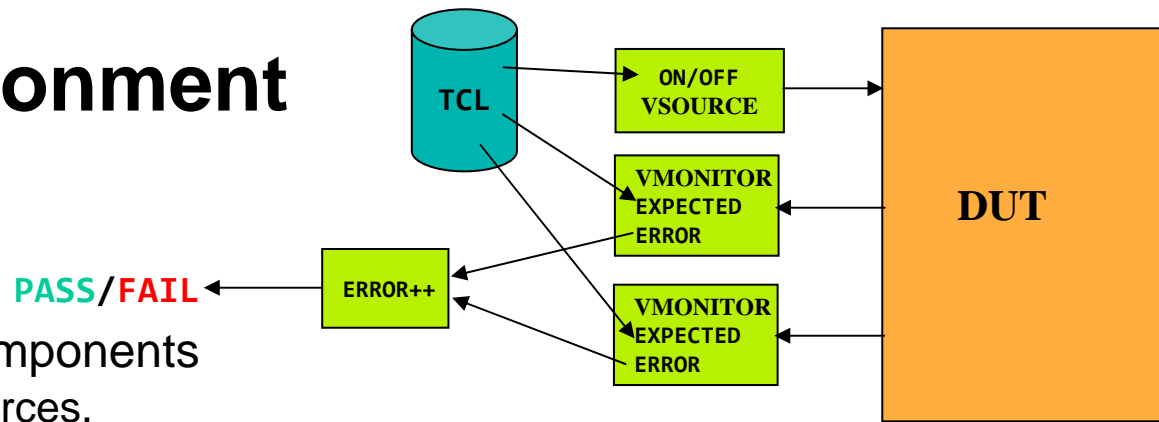 onment
TCL
ON/OFF
VSOURCE
VMONITOR
EXPECTED
ERROR
DUT
PASS/FAIL
ERROR++
VMONITOR
EXPECTED
ERROR
mponents
rces.